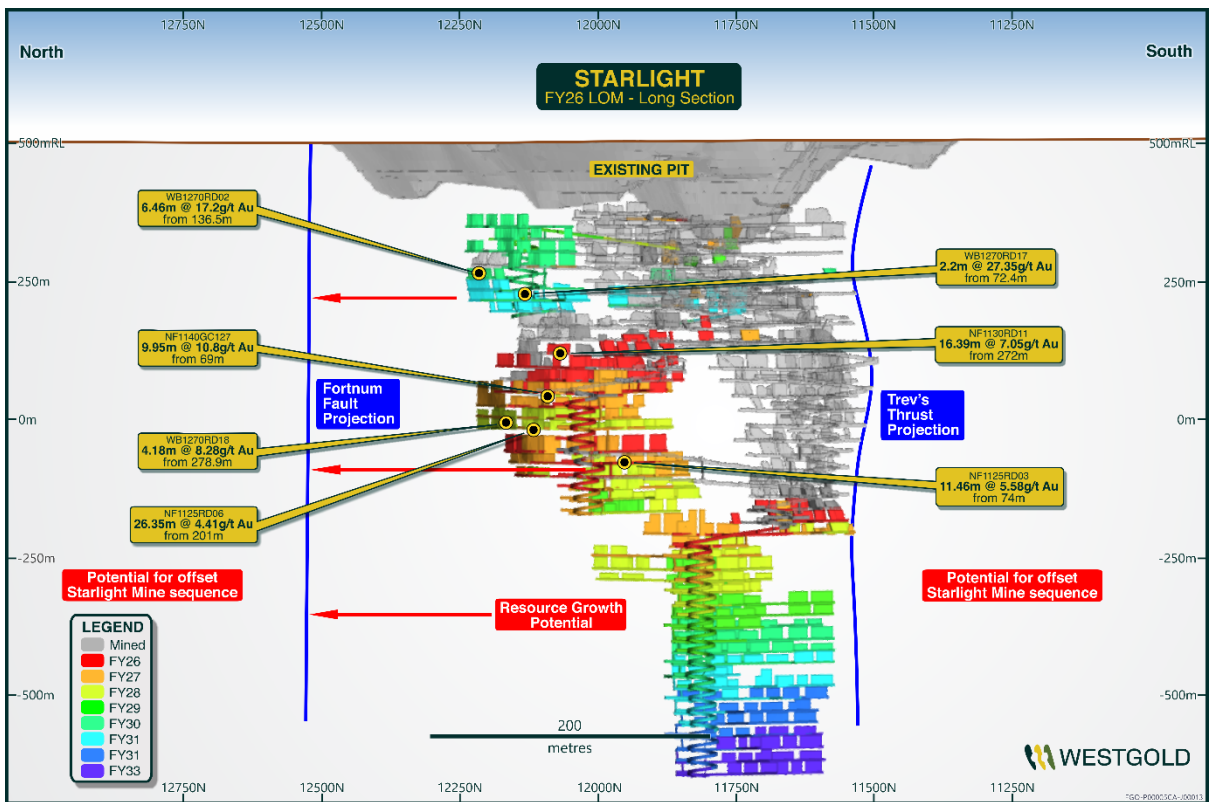 12750N
12500N
12250N
12000N
11750N
11500N
11250N
North
South
STARLIGHT
FY26 LOM - Long Section
500mRL
500mRL
EXISTING PIT
WB1270RD02
6.46m @ 17.2g/t Au
from 136.5m
WB1270RD17
2.2m @ 27.35g/t Au
from 72.4m
250m
250m
NF1140GC127
9.95m @ 10.8g/t Au
from 69m
NF1130RD11
16.39m @ 7.05g/t Au
from 272m
Fortnum
Fault
Projection
Trev's
Thrust
Projection
0m
0m
WB1270RD18
4.18m @ 8.28g/t Au
from 278.9m
NF1125RD03
11.46m @ 5.58g/t Au
from 74m
NF1125RD06
26.35m @ 4.41g/t Au
from 201m
-250m
-250m
Potential for offset
Starlight Mine sequence
Potential for offset
Starlight Mine sequence
Resource Growth
Potential
LEGEND
Mined
FY26
FY27
FY28
FY29
FY30
FY31
FY31
FY33
-500m
-500m
200
metres
WESTGOLD
12750N
12500N
12250N
12000N
11750N
11500N
11250N